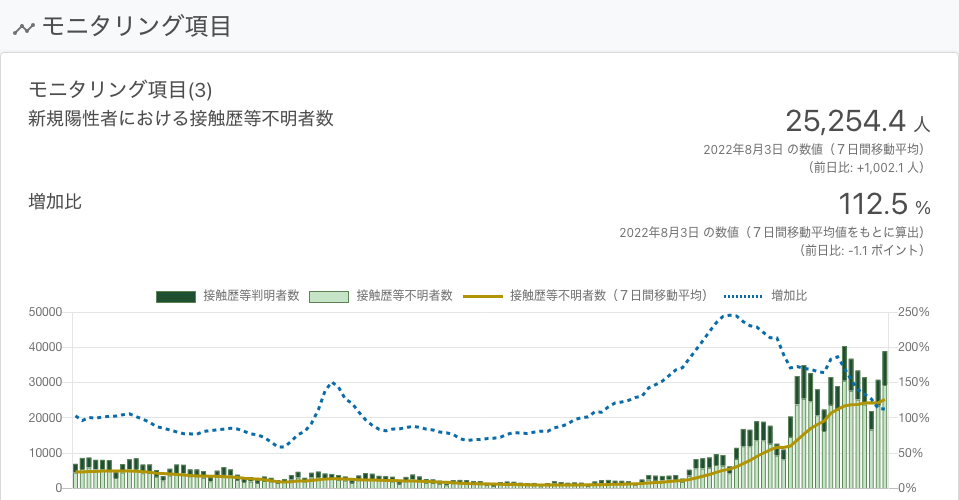 モニタリング項目
モニタリング項目(3)
新規陽性者における接触歴等不明者数
25,254.4 人
2022年8月3日 の数値（７日間移動平均）
（前日比: +1,002.1 人）
増加比
112.5 %
2022年8月3日 の数値（７日間移動平均値をもとに算出）
（前日比: -1.1 ポイント）
接触歴等判明者数 接触歴等不明者数 接触歴等不明者数（７日間移動平均） 増加比
50000 250%
40000 200%
30000 150%
20000 100%
10000 50%
0 0%